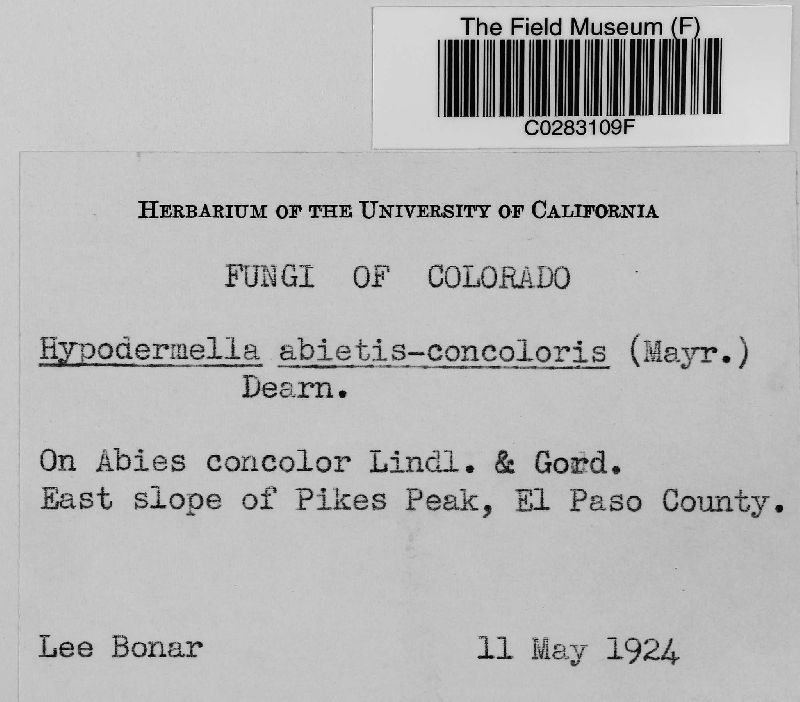 The Field Museum (F)
C0283109F
HERBARIUM OF THE UNIVERSITY OF CALIFORNIA
FUNGI OF COLORADO
Hypodermella abietis-concoloris (Mayr.)
Dearn.
On Abies concolor Lindl. & Gord.
East slope of Pikes Peak, El Paso County.
Lee Bonar 11 May 1924